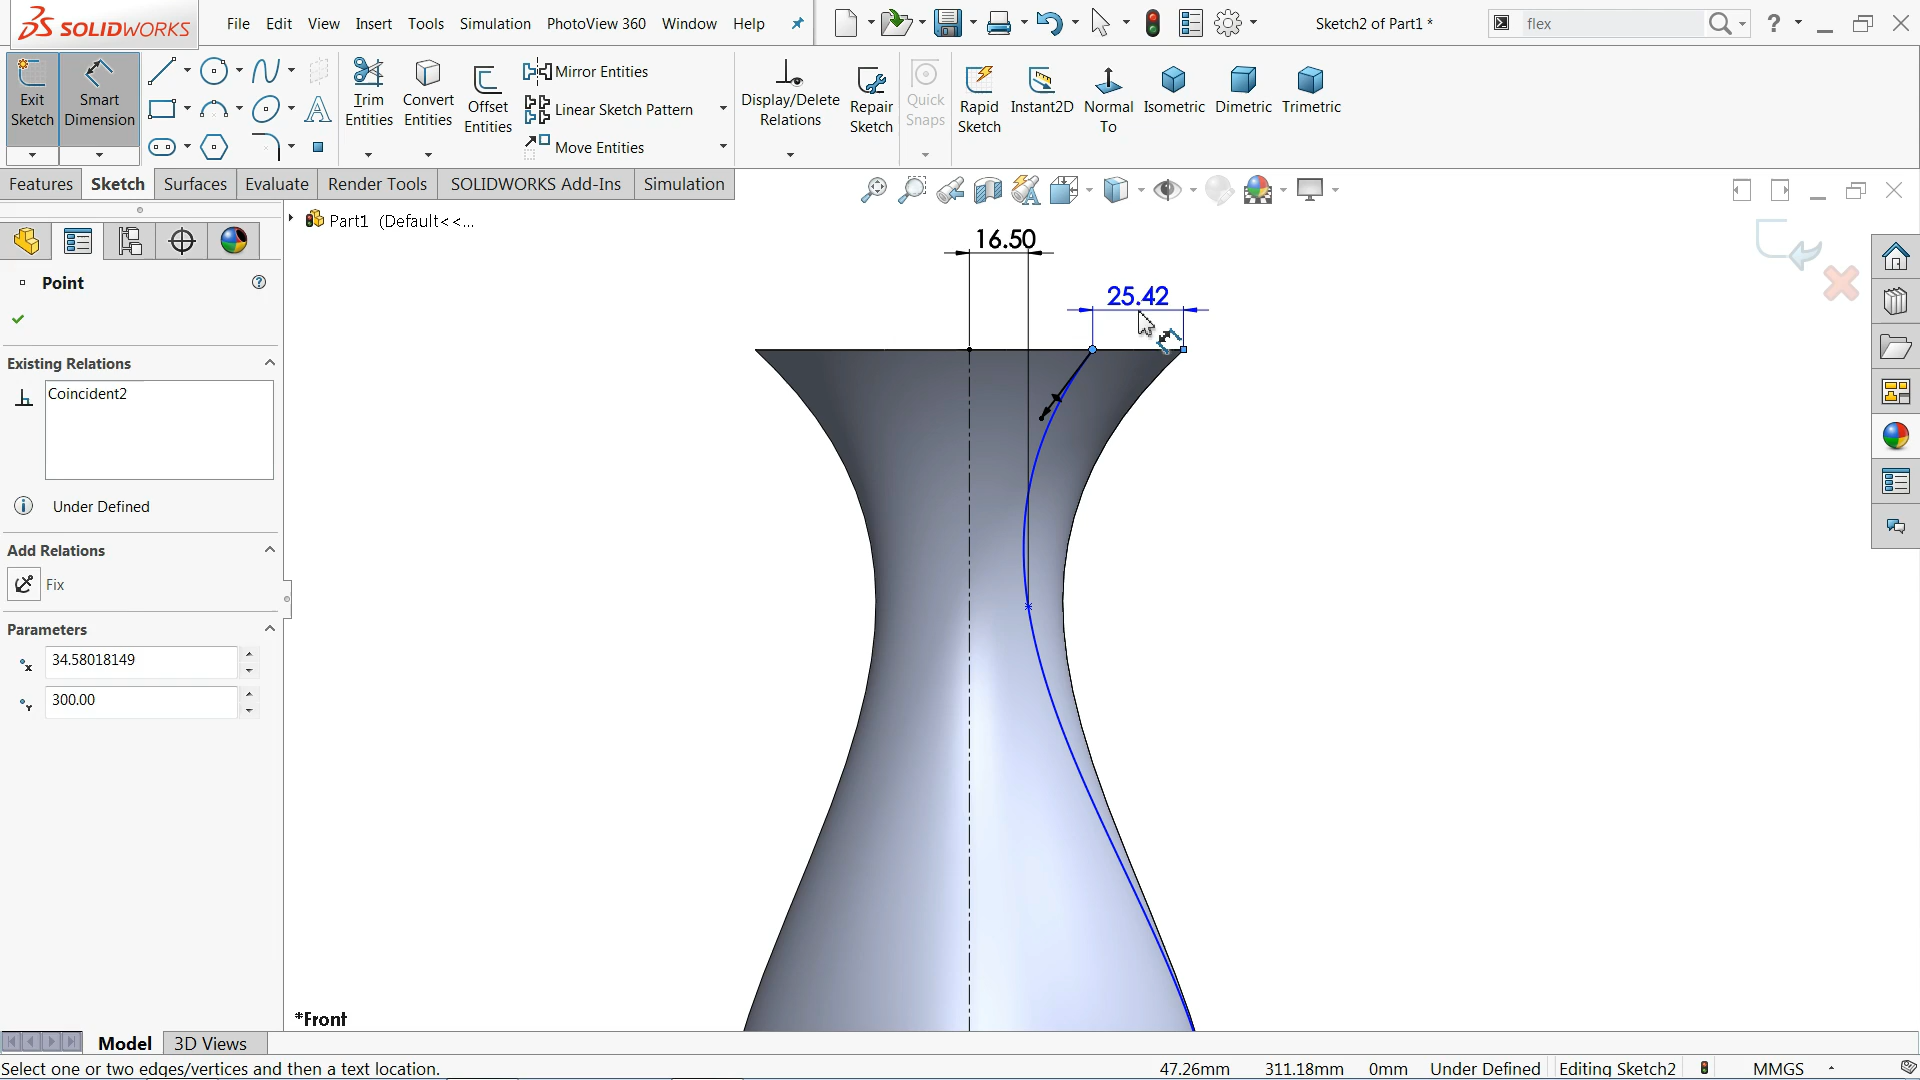 SOLIDWORKS
File Edit View Insert Tools Simulation PhotoView 360 Window Help
Sketch2 of Part1 *
flex
Exit Sketch
Smart Dimension
Trim Entities
Convert Entities
Offset Entities
Mirror Entities
Linear Sketch Pattern
Move Entities
Display/Delete Relations
Repair Sketch
Quick Snaps
Rapid Sketch
Instant2D
Normal To
Isometric
Dimetric
Trimetric
Features Sketch Surfaces Evaluate Render Tools SOLIDWORKS Add-Ins Simulation
Part1 (Default<<...
Point
Existing Relations
Coincident2
Under Defined
Add Relations
Fix
Parameters
34.58018149
300.00
16.50
25.42
*Front
Model 3D Views
Select one or two edges/vertices and then a text location.
47.26mm 311.18mm 0mm Under Defined Editing Sketch2 MMGS